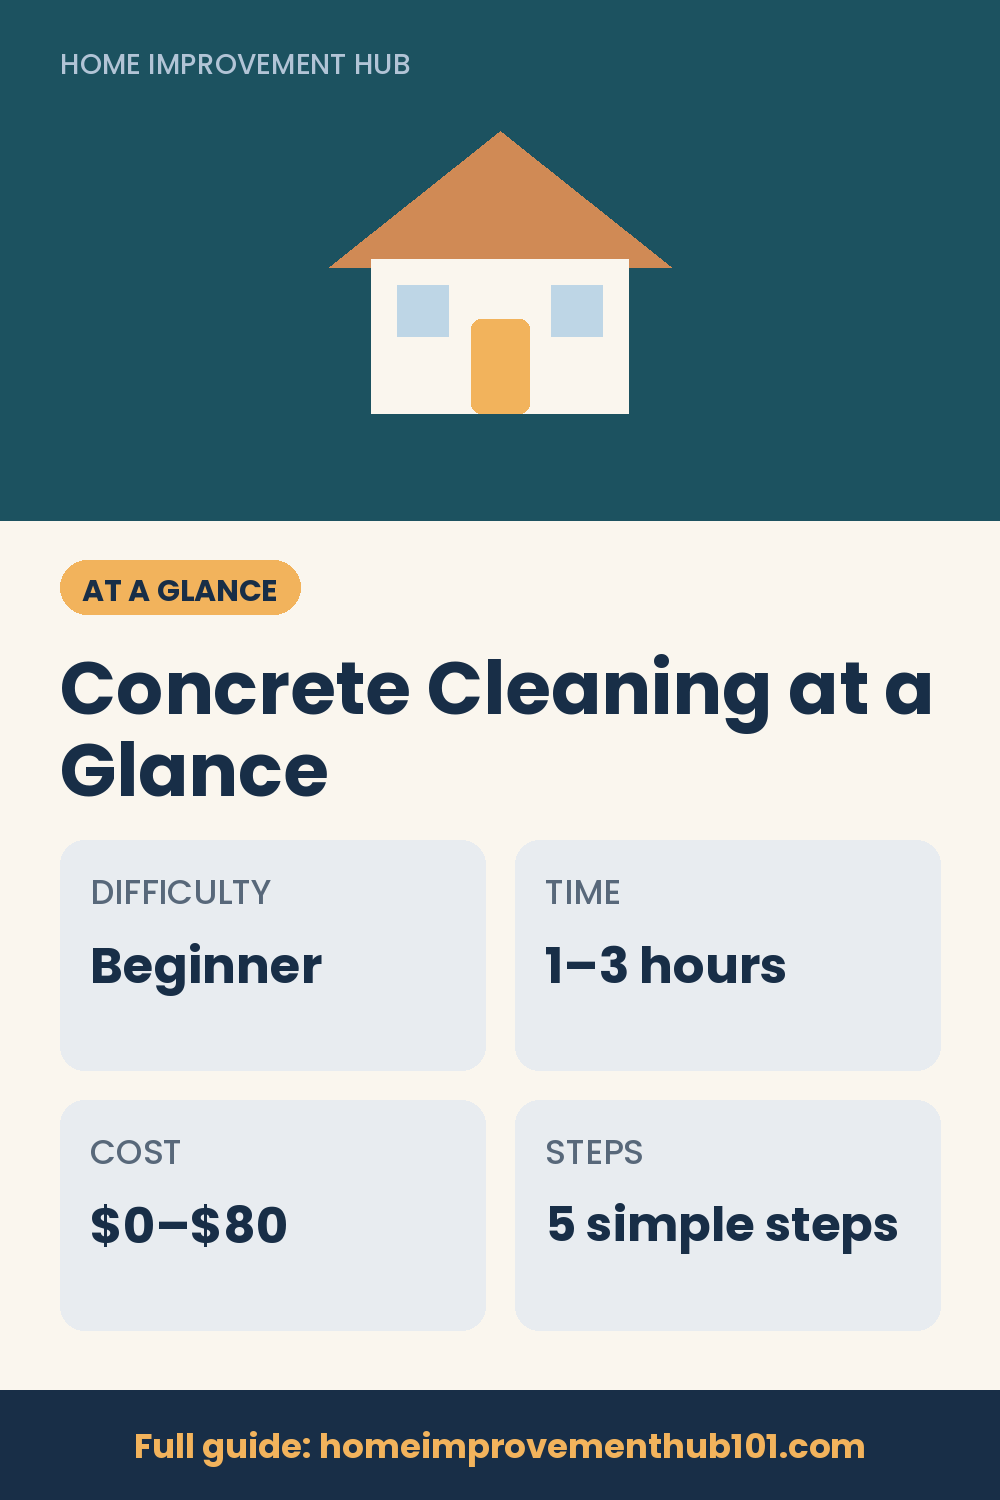 HOME IMPROVEMENT HUB
AT A GLANCE
Concrete Cleaning at a
Glance
DIFFICULTY
Beginner
TIME
1–3 hours
COST
$0–$80
STEPS
5 simple steps
Full guide: homeimprovementhub101.com